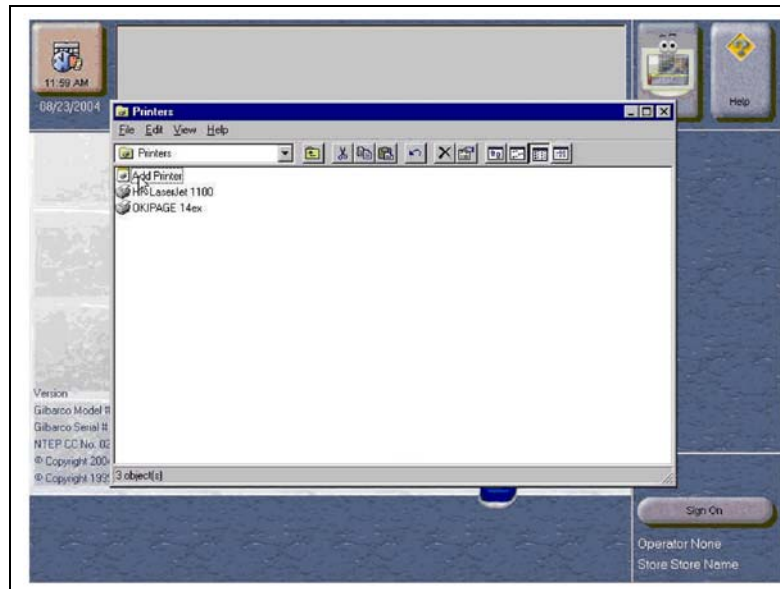 11:59 AM
08/23/2004
Help
Printers
File Edit View Help
Printers
Add Printer
HP LaserJet 1100
OKIPAGE 14ex
Version
Gilbarco Model #
Gilbarco Serial #
NTEP CC No. 02
© Copyright 200
© Copyright 199
3 object(s)
Sign On
Operator None
Store Store Name